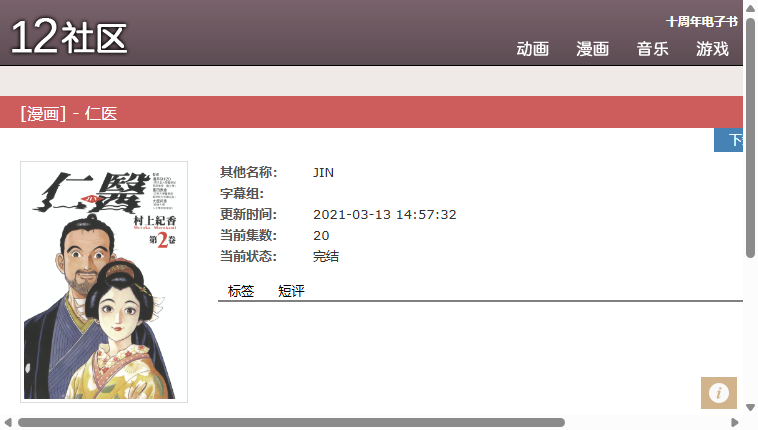 12社区
十周年电子书
动画 漫画 音乐 游戏
[漫画] - 仁医
仁醫
JIN
村上紀香
第2卷
其他名称: JIN
字幕组:
更新时间: 2021-03-13 14:57:32
当前集数: 20
当前状态: 完结
标签 短评